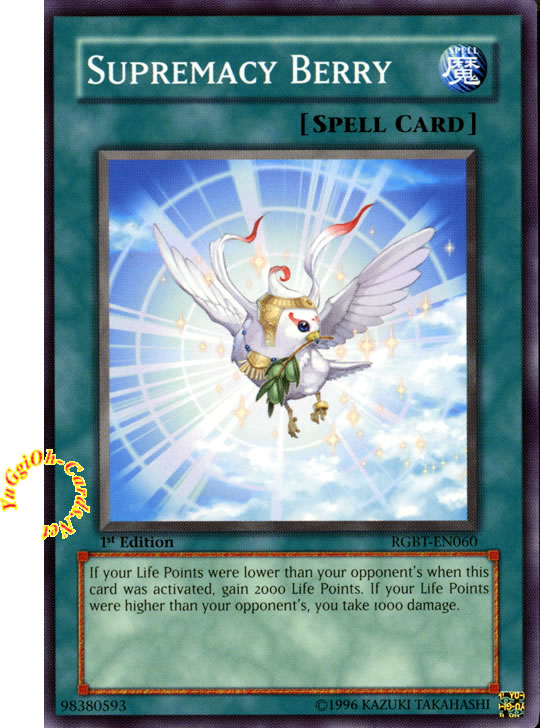 SUPREMACY BERRY
SPELL
魔
[SPELL CARD]
YuGgiOh-Cards.Net
1st Edition
RGBT-EN060
If your Life Points were lower than your opponent's when this
card was activated, gain 2000 Life Points. If your Life Points
were higher than your opponent's, you take 1000 damage.
98380593
©1996 KAZUKI TAKAHASHI